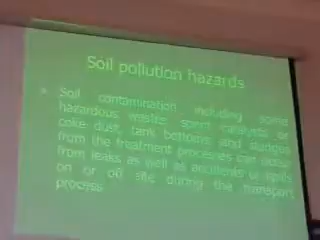 Soil pollution hazards
• Soil contamination including some
hazardous wastes, spent catalysts or
coke dust, tank bottoms, and sludges
from the treatment processes can occur
from leaks as well as accidents or spills
on or off site during the transport
process